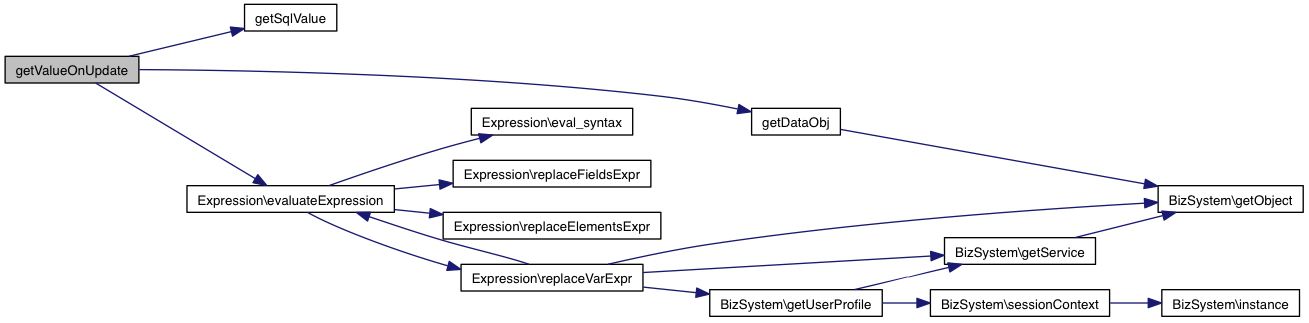 getSqlValue
getValueOnUpdate
getDataObj
Expression\eval_syntax
Expression\replaceFieldsExpr
Expression\evaluateExpression
BizSystem\getObject
Expression\replaceElementsExpr
BizSystem\getService
Expression\replaceVarExpr
BizSystem\getUserProfile
BizSystem\sessionContext
BizSystem\instance